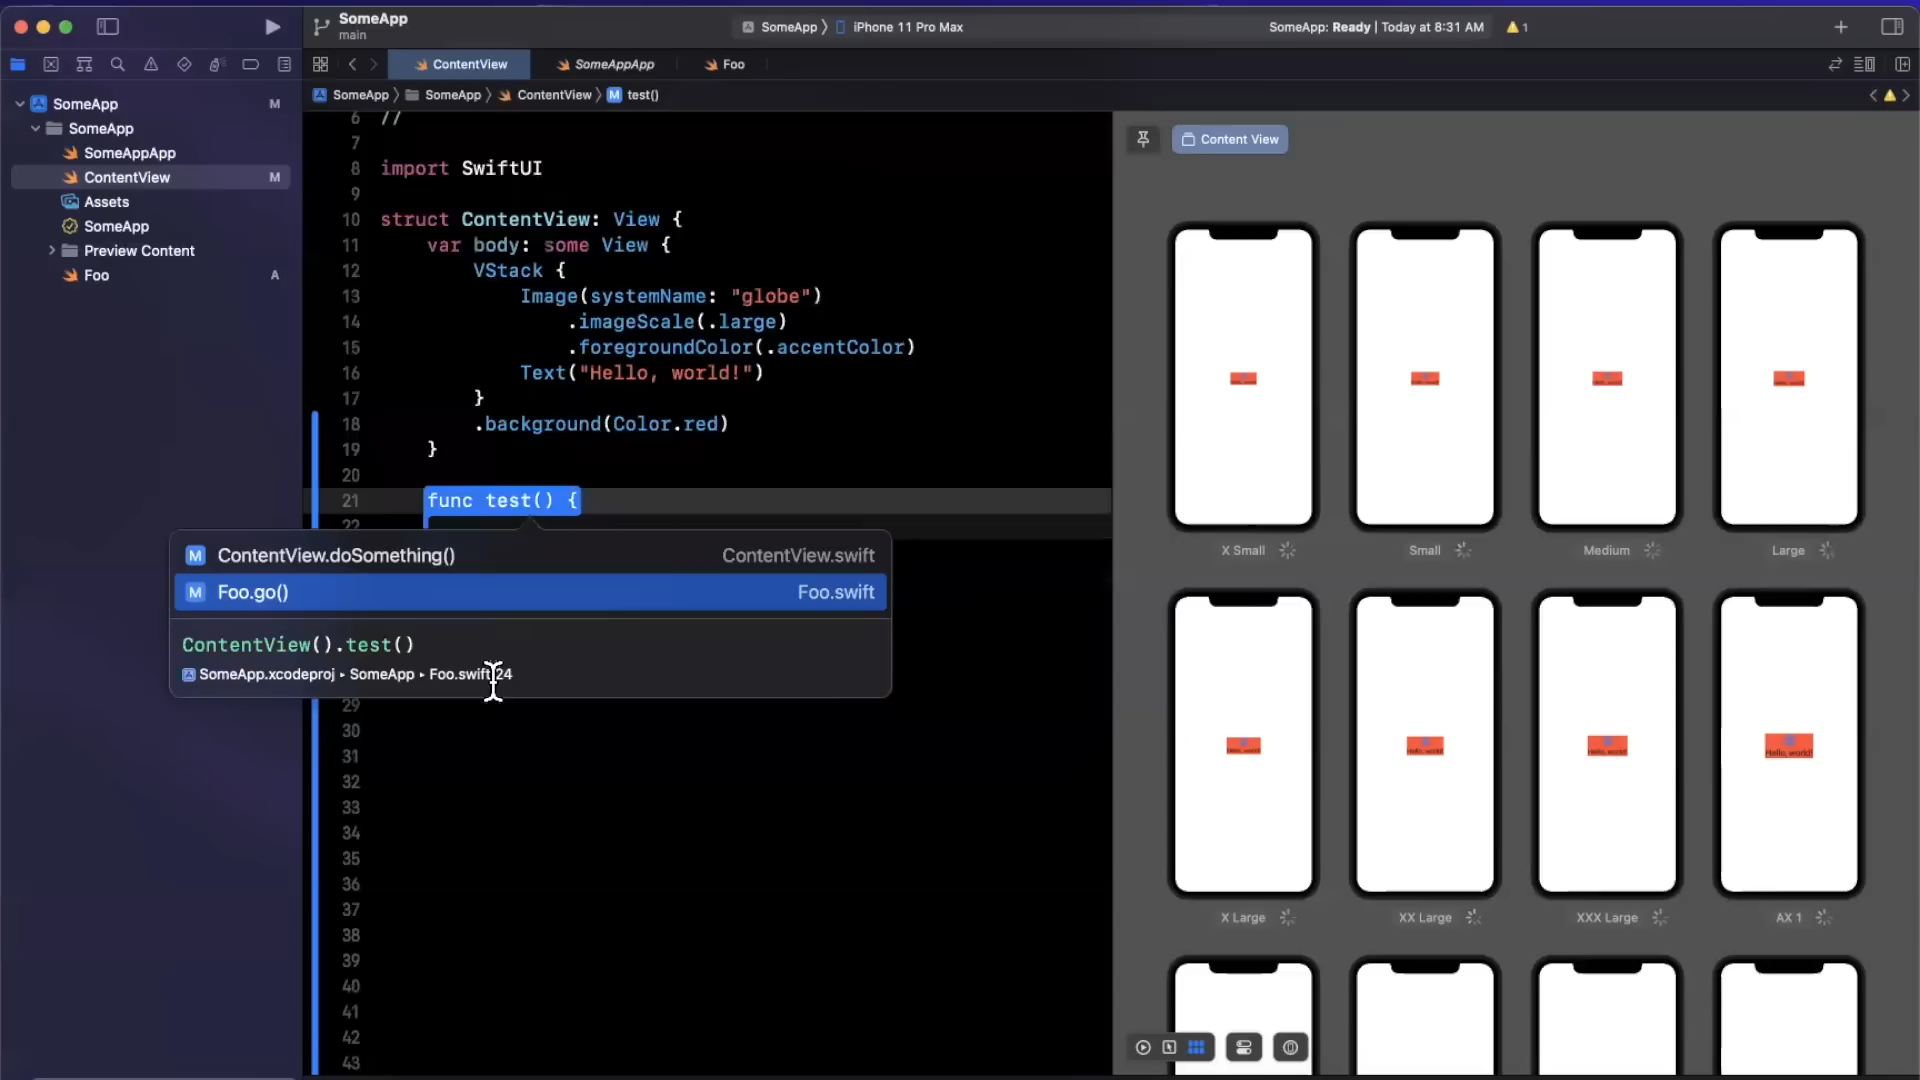 SomeApp
main
SomeApp 〉 iPhone 11 Pro Max
SomeApp: Ready | Today at 8:31 AM
1
ContentView
SomeAppApp
Foo
SomeApp 〉 SomeApp 〉 ContentView 〉 M test()
SomeApp M
SomeApp
SomeAppApp
ContentView M
Assets
SomeApp
Preview Content
Foo A
6 //
7
8 import SwiftUI
9
10 struct ContentView: View {
11 var body: some View {
12 VStack {
13 Image(systemName: "globe")
14 .imageScale(.large)
15 .foregroundColor(.accentColor)
16 Text("Hello, world!")
17 }
18 .background(Color.red)
19 }
20
21 func test() {
22
M ContentView.doSomething() ContentView.swift
M Foo.go() Foo.swift
ContentView().test()
SomeApp.xcodeproj ▸ SomeApp ▸ Foo.swift:24
29
30
31
32
33
34
35
36
37
38
39
40
41
42
43
Content View
X Small
Small
Medium
Large
Hello, world!
X Large
XX Large
XXX Large
AX 1